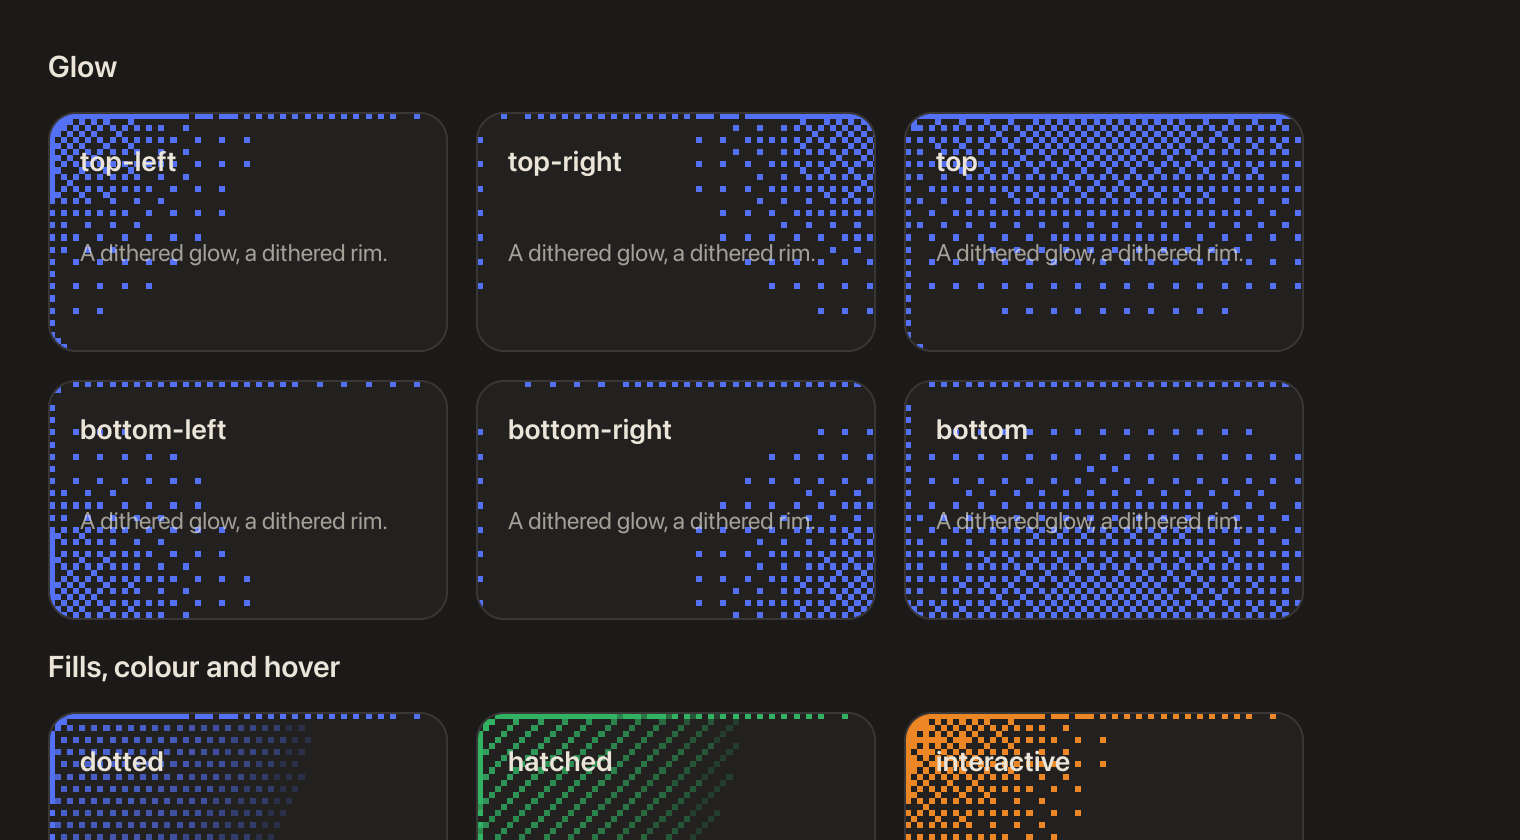 Glow
top-left
top-right
top
A dithered glow, a dithered rim.
A dithered glow, a dithered rim.
A dithered glow, a dithered rim.
bottom-left
bottom-right
bottom
A dithered glow, a dithered rim.
A dithered glow, a dithered rim.
A dithered glow, a dithered rim.
Fills, colour and hover
dotted
hatched
interactive